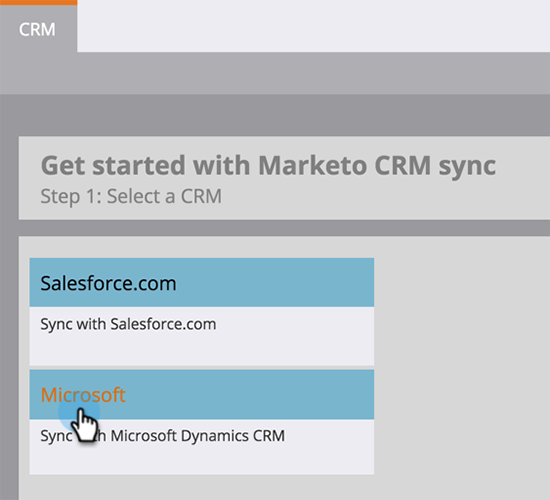 CRM
Get started with Marketo CRM sync
Step 1: Select a CRM
Salesforce.com
Sync with Salesforce.com
Microsoft
Sync with Microsoft Dynamics CRM